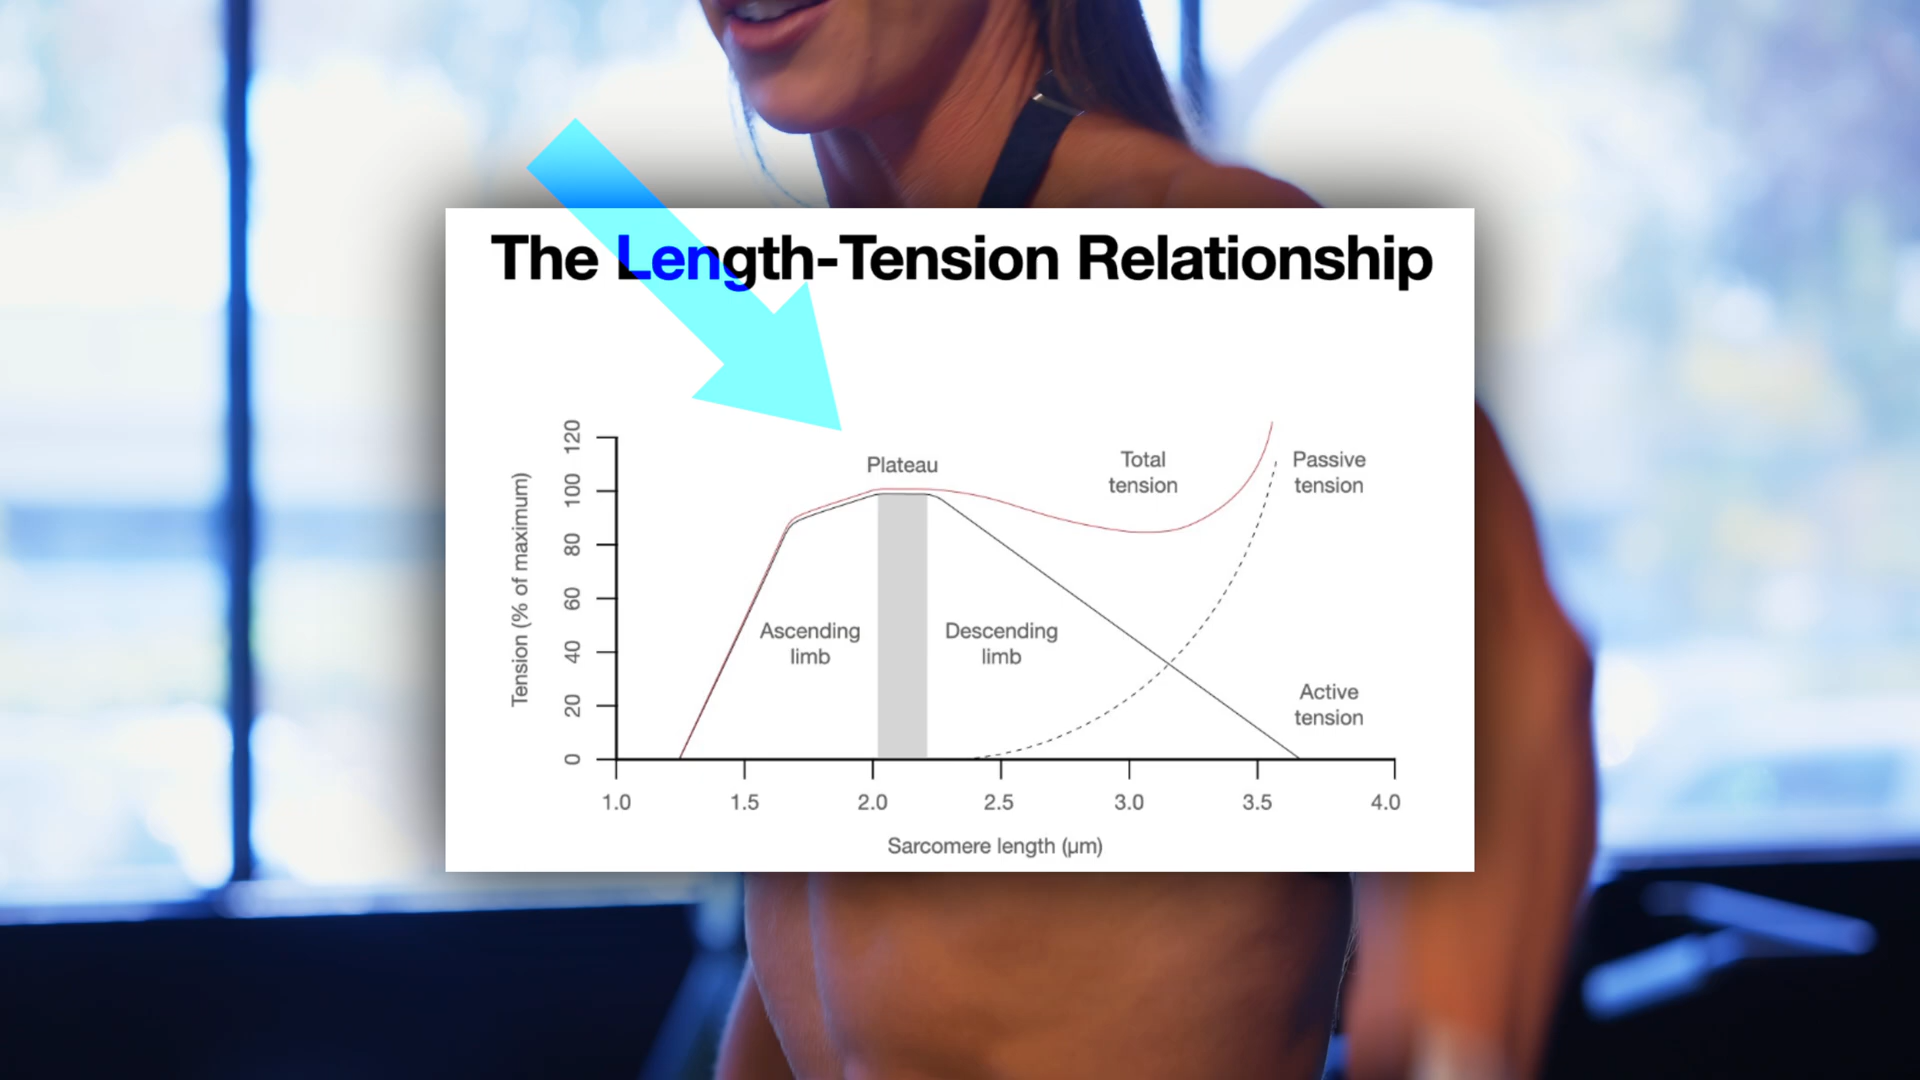 The Length-Tension Relationship
Plateau
Total
tension
Passive
tension
Ascending
limb
Descending
limb
Active
tension
Tension (% of maximum)
120
100
80
60
40
20
0
1.0 1.5 2.0 2.5 3.0 3.5 4.0
Sarcomere length (µm)